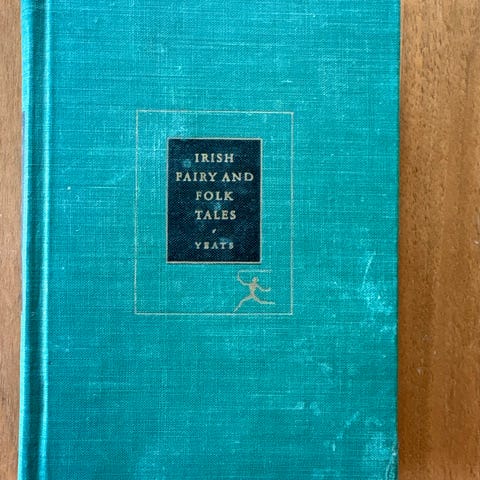 IRISH
FAIRY AND
FOLK
TALES
YEATS